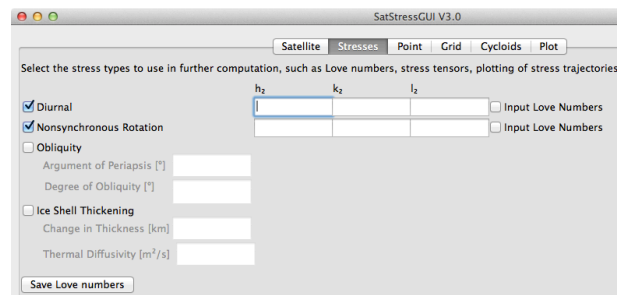 SatStressGUI V3.0
Satellite Stresses Point Grid Cycloids Plot
Select the stress types to use in further computation, such as Love numbers, stress tensors, plotting of stress trajectories
h₂ k₂ l₂
Diurnal Input Love Numbers
Nonsynchronous Rotation Input Love Numbers
Obliquity
Argument of Periapsis [°]
Degree of Obliquity [°]
Ice Shell Thickening
Change in Thickness [km]
Thermal Diffusivity [m²/s]
Save Love numbers